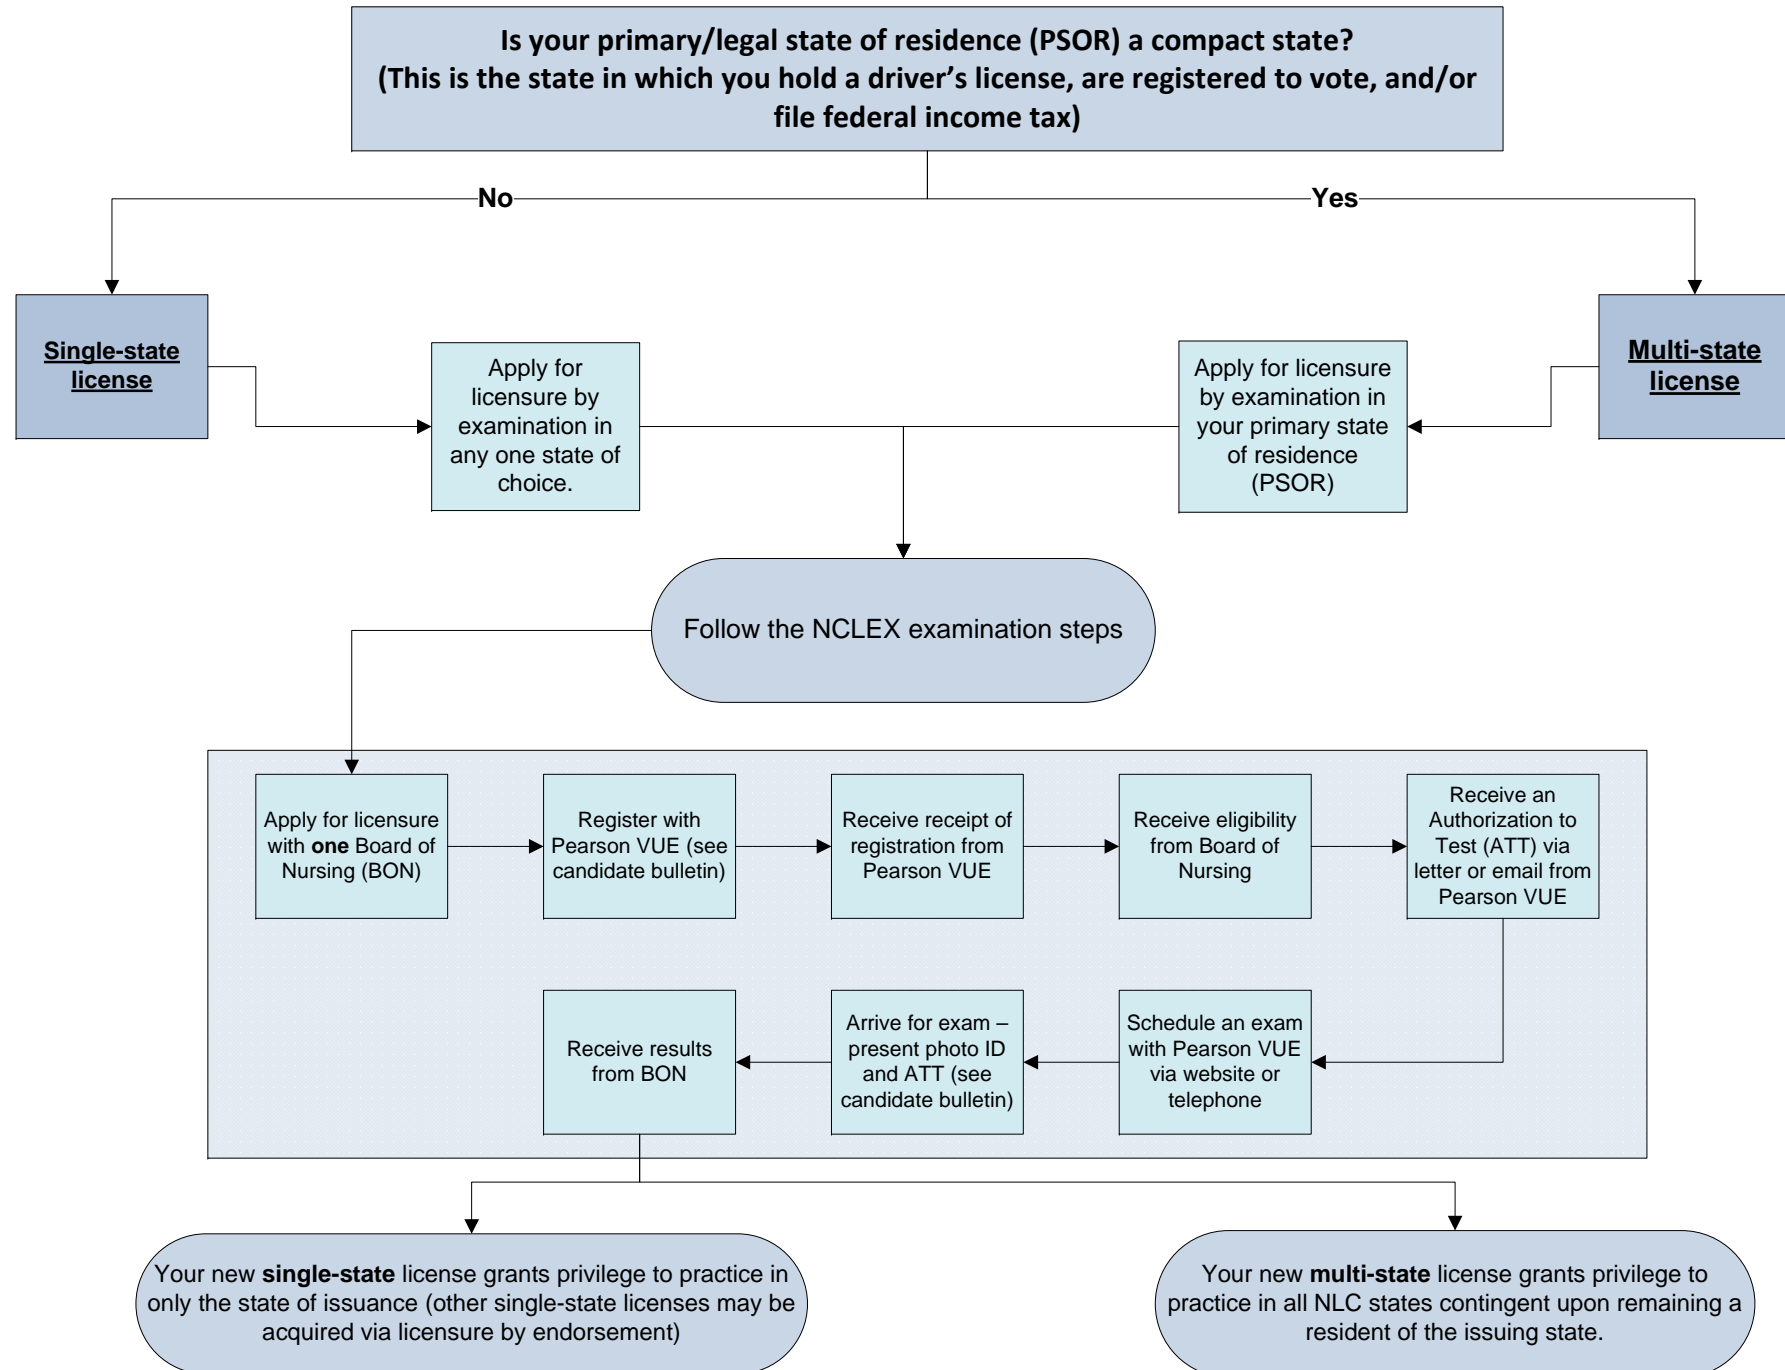 Is your primary/legal state of residence (PSOR) a compact state?
(This is the state in which you hold a driver’s license, are registered to vote, and/or
file federal income tax)
No
Yes
Single-state
license
Apply for
licensure by
examination in
any one state of
choice.
Apply for licensure
by examination in
your primary state
of residence
(PSOR)
Multi-state
license
Follow the NCLEX examination steps
Apply for licensure
with one Board of
Nursing (BON)
Register with
Pearson VUE (see
candidate bulletin)
Receive receipt of
registration from
Pearson VUE
Receive eligibility
from Board of
Nursing
Receive an
Authorization to
Test (ATT) via
letter or email from
Pearson VUE
Schedule an exam
with Pearson VUE
via website or
telephone
Arrive for exam –
present photo ID
and ATT (see
candidate bulletin)
Receive results
from BON
Your new single-state license grants privilege to practice in
only the state of issuance (other single-state licenses may be
acquired via licensure by endorsement)
Your new multi-state license grants privilege to
practice in all NLC states contingent upon remaining a
resident of the issuing state.